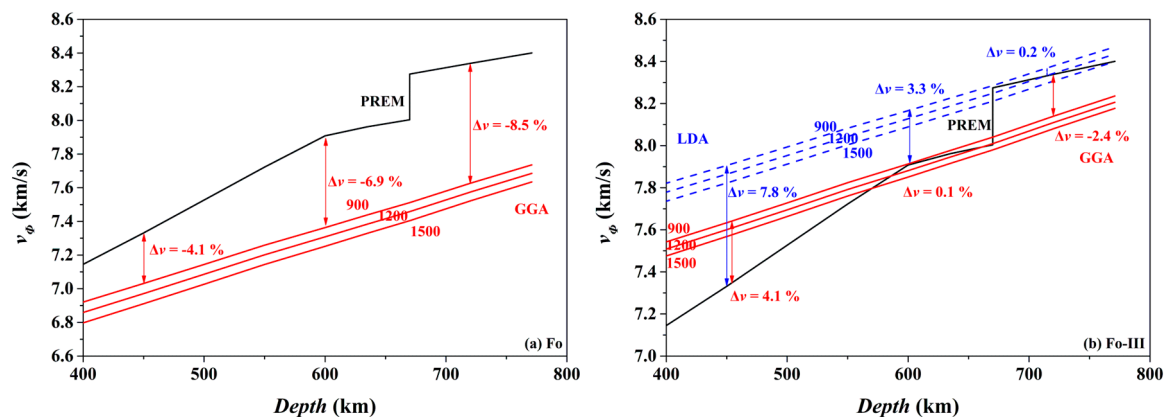 8.6
8.4
8.2
8.0
7.8
7.6
7.4
7.2
7.0
6.8
6.6
v_Φ (km/s)
PREM
Δv = -8.5 %
Δv = -6.9 %
Δv = -4.1 %
900
1200
1500
GGA
(a) Fo
400 500 600 700 800
Depth (km)
8.6
8.4
8.2
8.0
7.8
7.6
7.4
7.2
7.0
v_Φ (km/s)
Δv = 0.2 %
Δv = 3.3 %
LDA
900
1200
1500
PREM
Δv = -2.4 %
GGA
Δv = 7.8 %
Δv = 0.1 %
900
1200
1500
Δv = 4.1 %
(b) Fo-III
400 500 600 700 800
Depth (km)